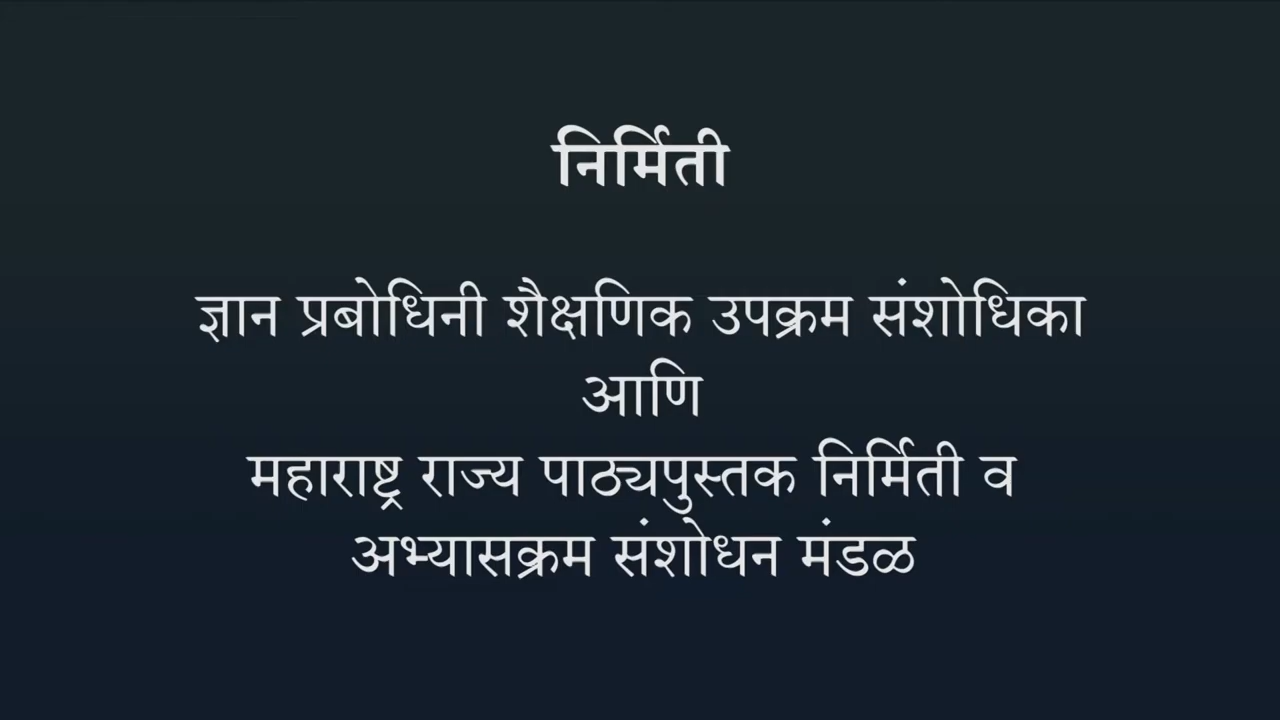 निर्मिती
ज्ञान प्रबोधिनी शैक्षणिक उपक्रम संशोधिका
आणि
महाराष्ट्र राज्य पाठ्यपुस्तक निर्मिती व
अभ्यासक्रम संशोधन मंडळ